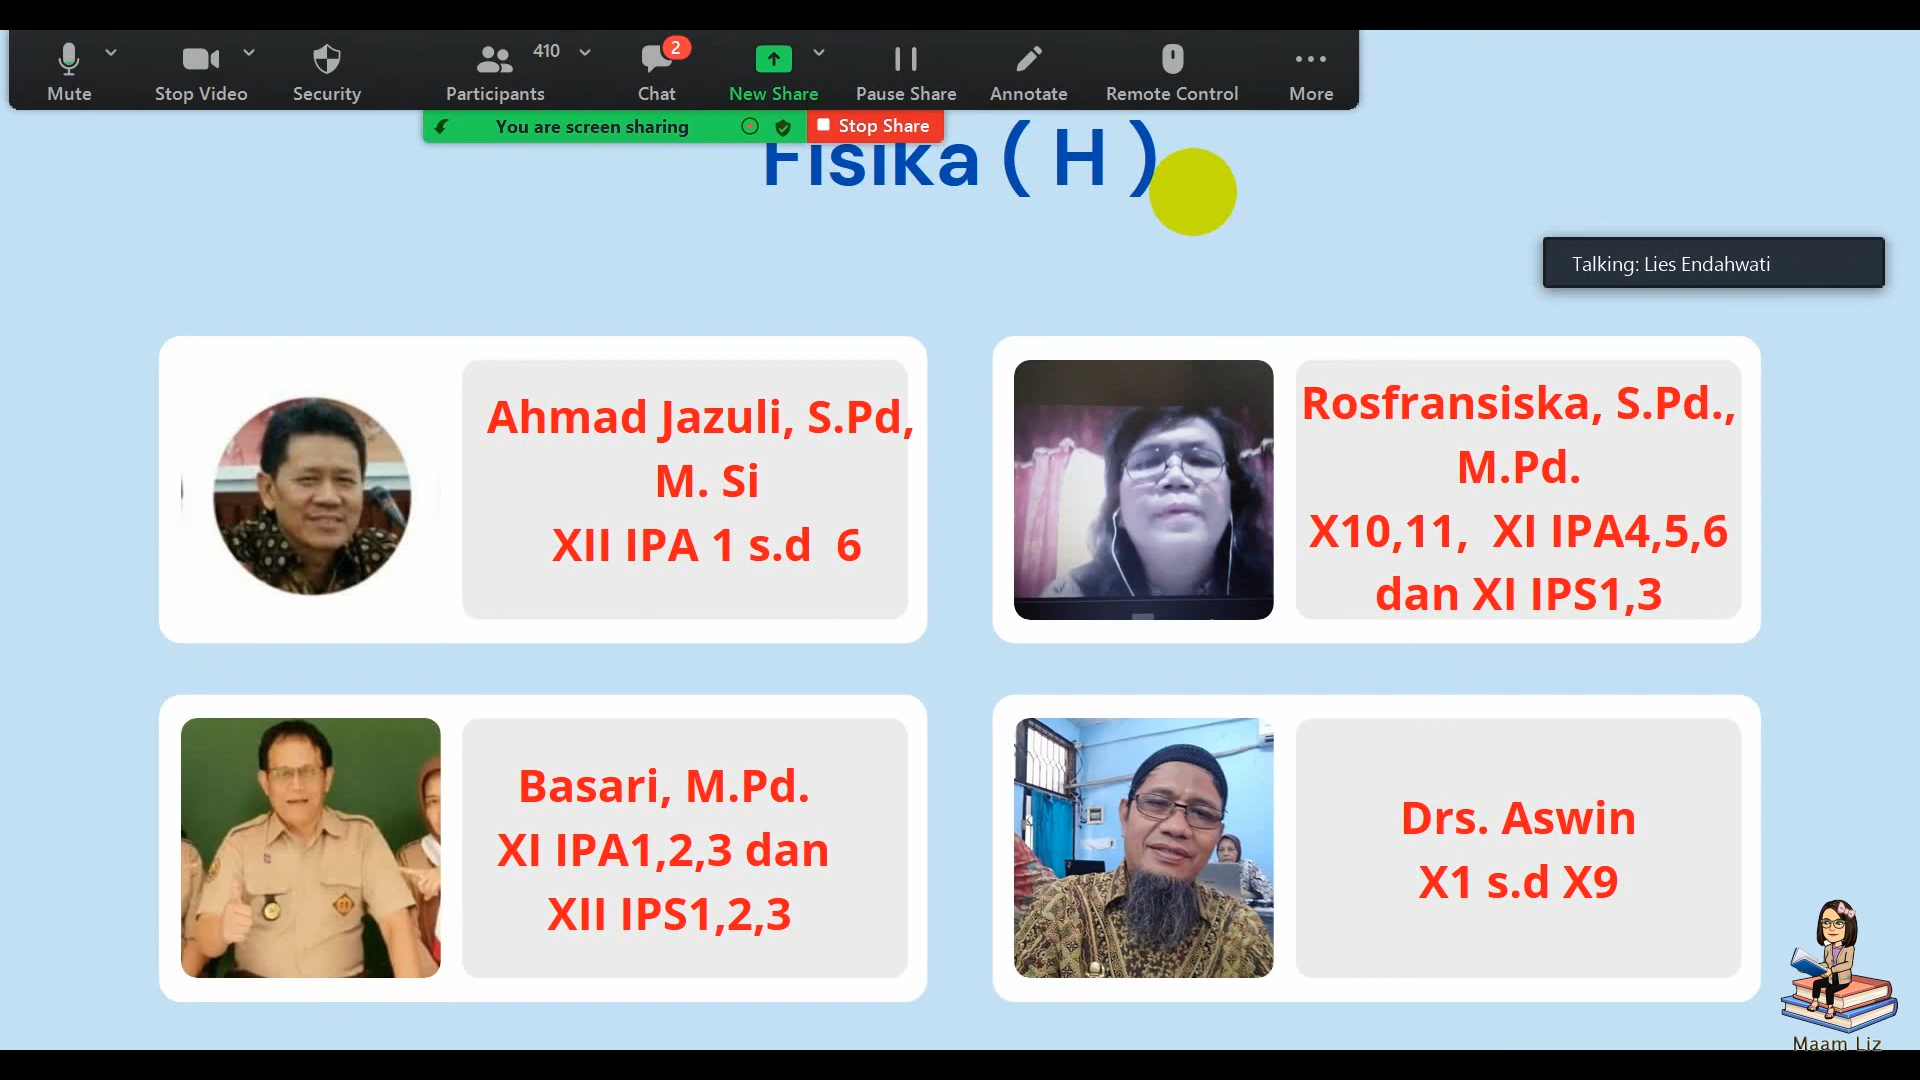 410
2
Mute
Stop Video
Security
Participants
Chat
New Share
Pause Share
Annotate
Remote Control
More
You are screen sharing
Stop Share
Fisika ( H )
Talking: Lies Endahwati
Ahmad Jazuli, S.Pd,
M. Si
XII IPA 1 s.d 6
Rosfransiska, S.Pd.,
M.Pd.
X10,11, XI IPA4,5,6
dan XI IPS1,3
Basari, M.Pd.
XI IPA1,2,3 dan
XII IPS1,2,3
Drs. Aswin
X1 s.d X9
Maam Liz